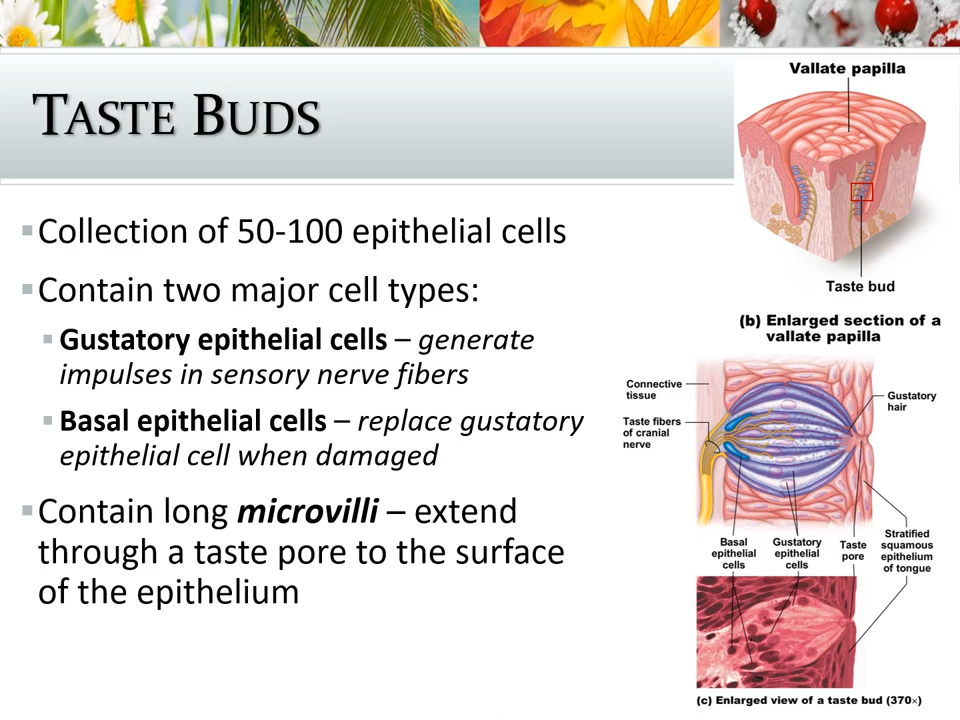 TASTE BUDS
Collection of 50-100 epithelial cells
Contain two major cell types:
Gustatory epithelial cells – generate
impulses in sensory nerve fibers
Basal epithelial cells – replace gustatory
epithelial cell when damaged
Contain long microvilli – extend
through a taste pore to the surface
of the epithelium
Vallate papilla
Taste bud
(b) Enlarged section of a
vallate papilla
Connective
tissue
Taste fibers
of cranial
nerve
Gustatory
hair
Basal
epithelial
cells
Gustatory
epithelial
cells
Taste
pore
Stratified
squamous
epithelium
of tongue
(c) Enlarged view of a taste bud (370×)